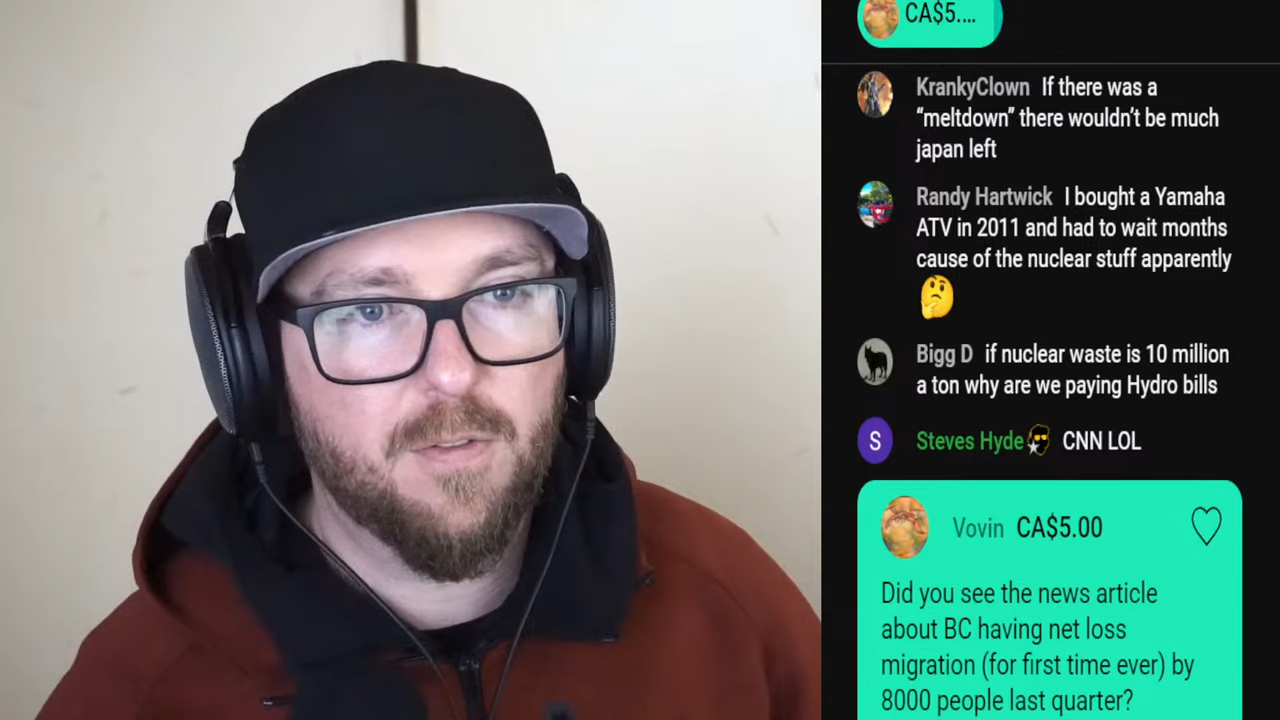 CA$5....
KrankyClown If there was a
“meltdown” there wouldn't be much
japan left
Randy Hartwick I bought a Yamaha
ATV in 2011 and had to wait months
cause of the nuclear stuff apparently
🤔
Bigg D if nuclear waste is 10 million
a ton why are we paying Hydro bills
S Steves Hyde CNN LOL
Vovin CA$5.00
Did you see the news article
about BC having net loss
migration (for first time ever) by
8000 people last quarter?